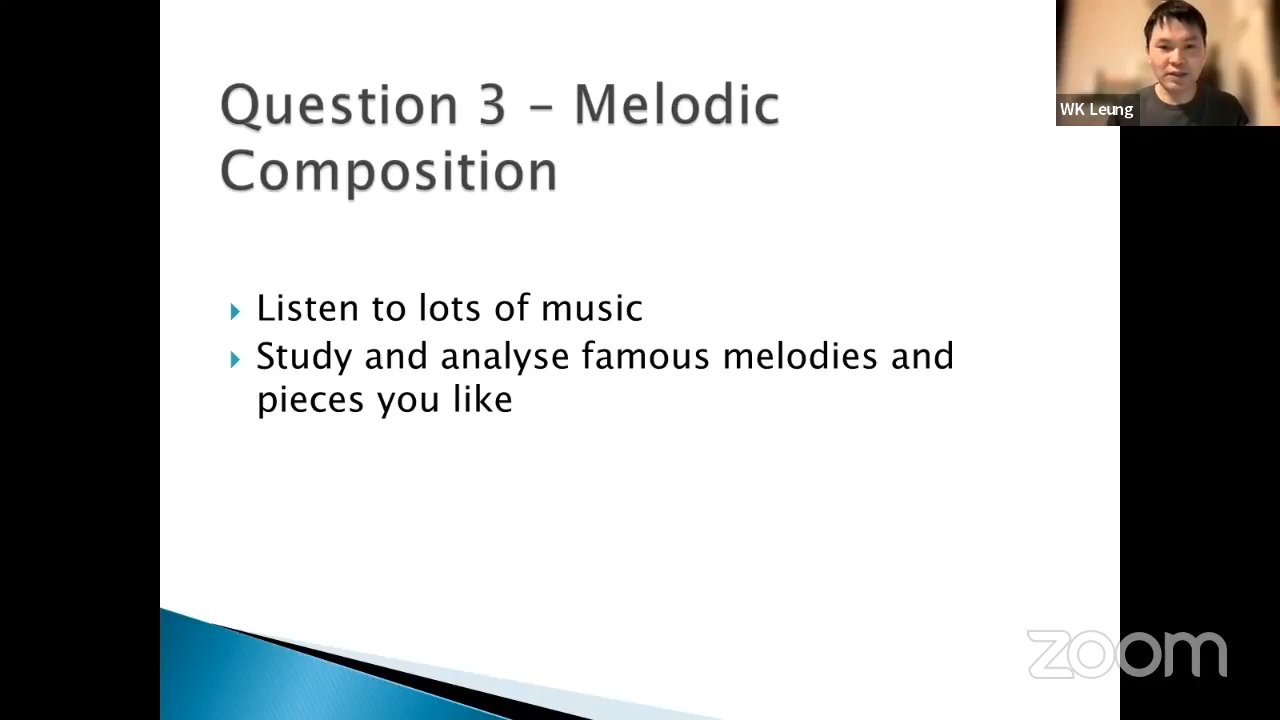 Question 3 – Melodic
Composition
Listen to lots of music
Study and analyse famous melodies and
pieces you like
WK Leung
zoom